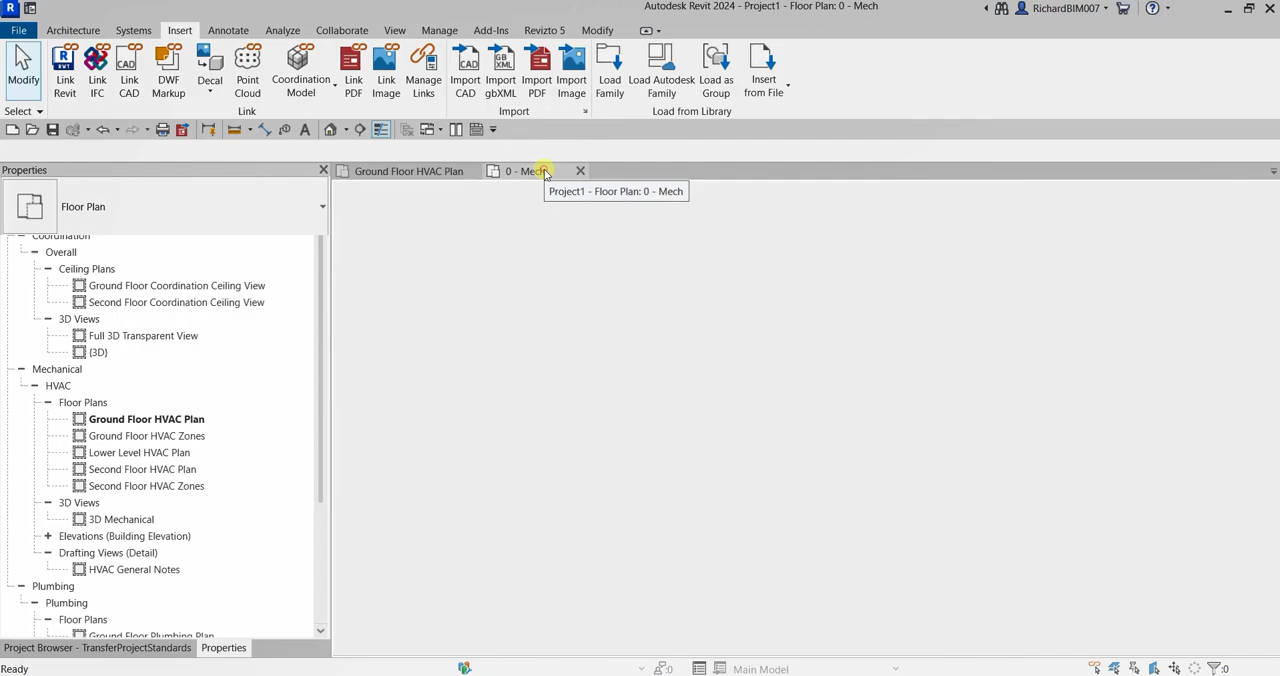 Autodesk Revit 2024 - Project1 - Floor Plan: 0 - Mech
RichardBIM007
File Architecture Systems Insert Annotate Analyze Collaborate View Manage Add-Ins Revizto 5 Modify
Modify
Link Revit
Link IFC
Link CAD
DWF Markup
Decal
Point Cloud
Coordination Model
Link PDF
Link Image
Manage Links
Import CAD
Import gbXML
Import PDF
Import Image
Load Family
Load Autodesk Family
Load as Group
Insert from File
Select Link Import Load from Library
Properties
Ground Floor HVAC Plan
0 - Mech
Project1 - Floor Plan: 0 - Mech
Floor Plan
Coordination
Overall
Ceiling Plans
Ground Floor Coordination Ceiling View
Second Floor Coordination Ceiling View
3D Views
Full 3D Transparent View
{3D}
Mechanical
HVAC
Floor Plans
Ground Floor HVAC Plan
Ground Floor HVAC Zones
Lower Level HVAC Plan
Second Floor HVAC Plan
Second Floor HVAC Zones
3D Views
3D Mechanical
Elevations (Building Elevation)
Drafting Views (Detail)
HVAC General Notes
Plumbing
Plumbing
Floor Plans
Ground Floor Plumbing Plan
Project Browser - TransferProjectStandards Properties
Ready
:0
Main Model
:0